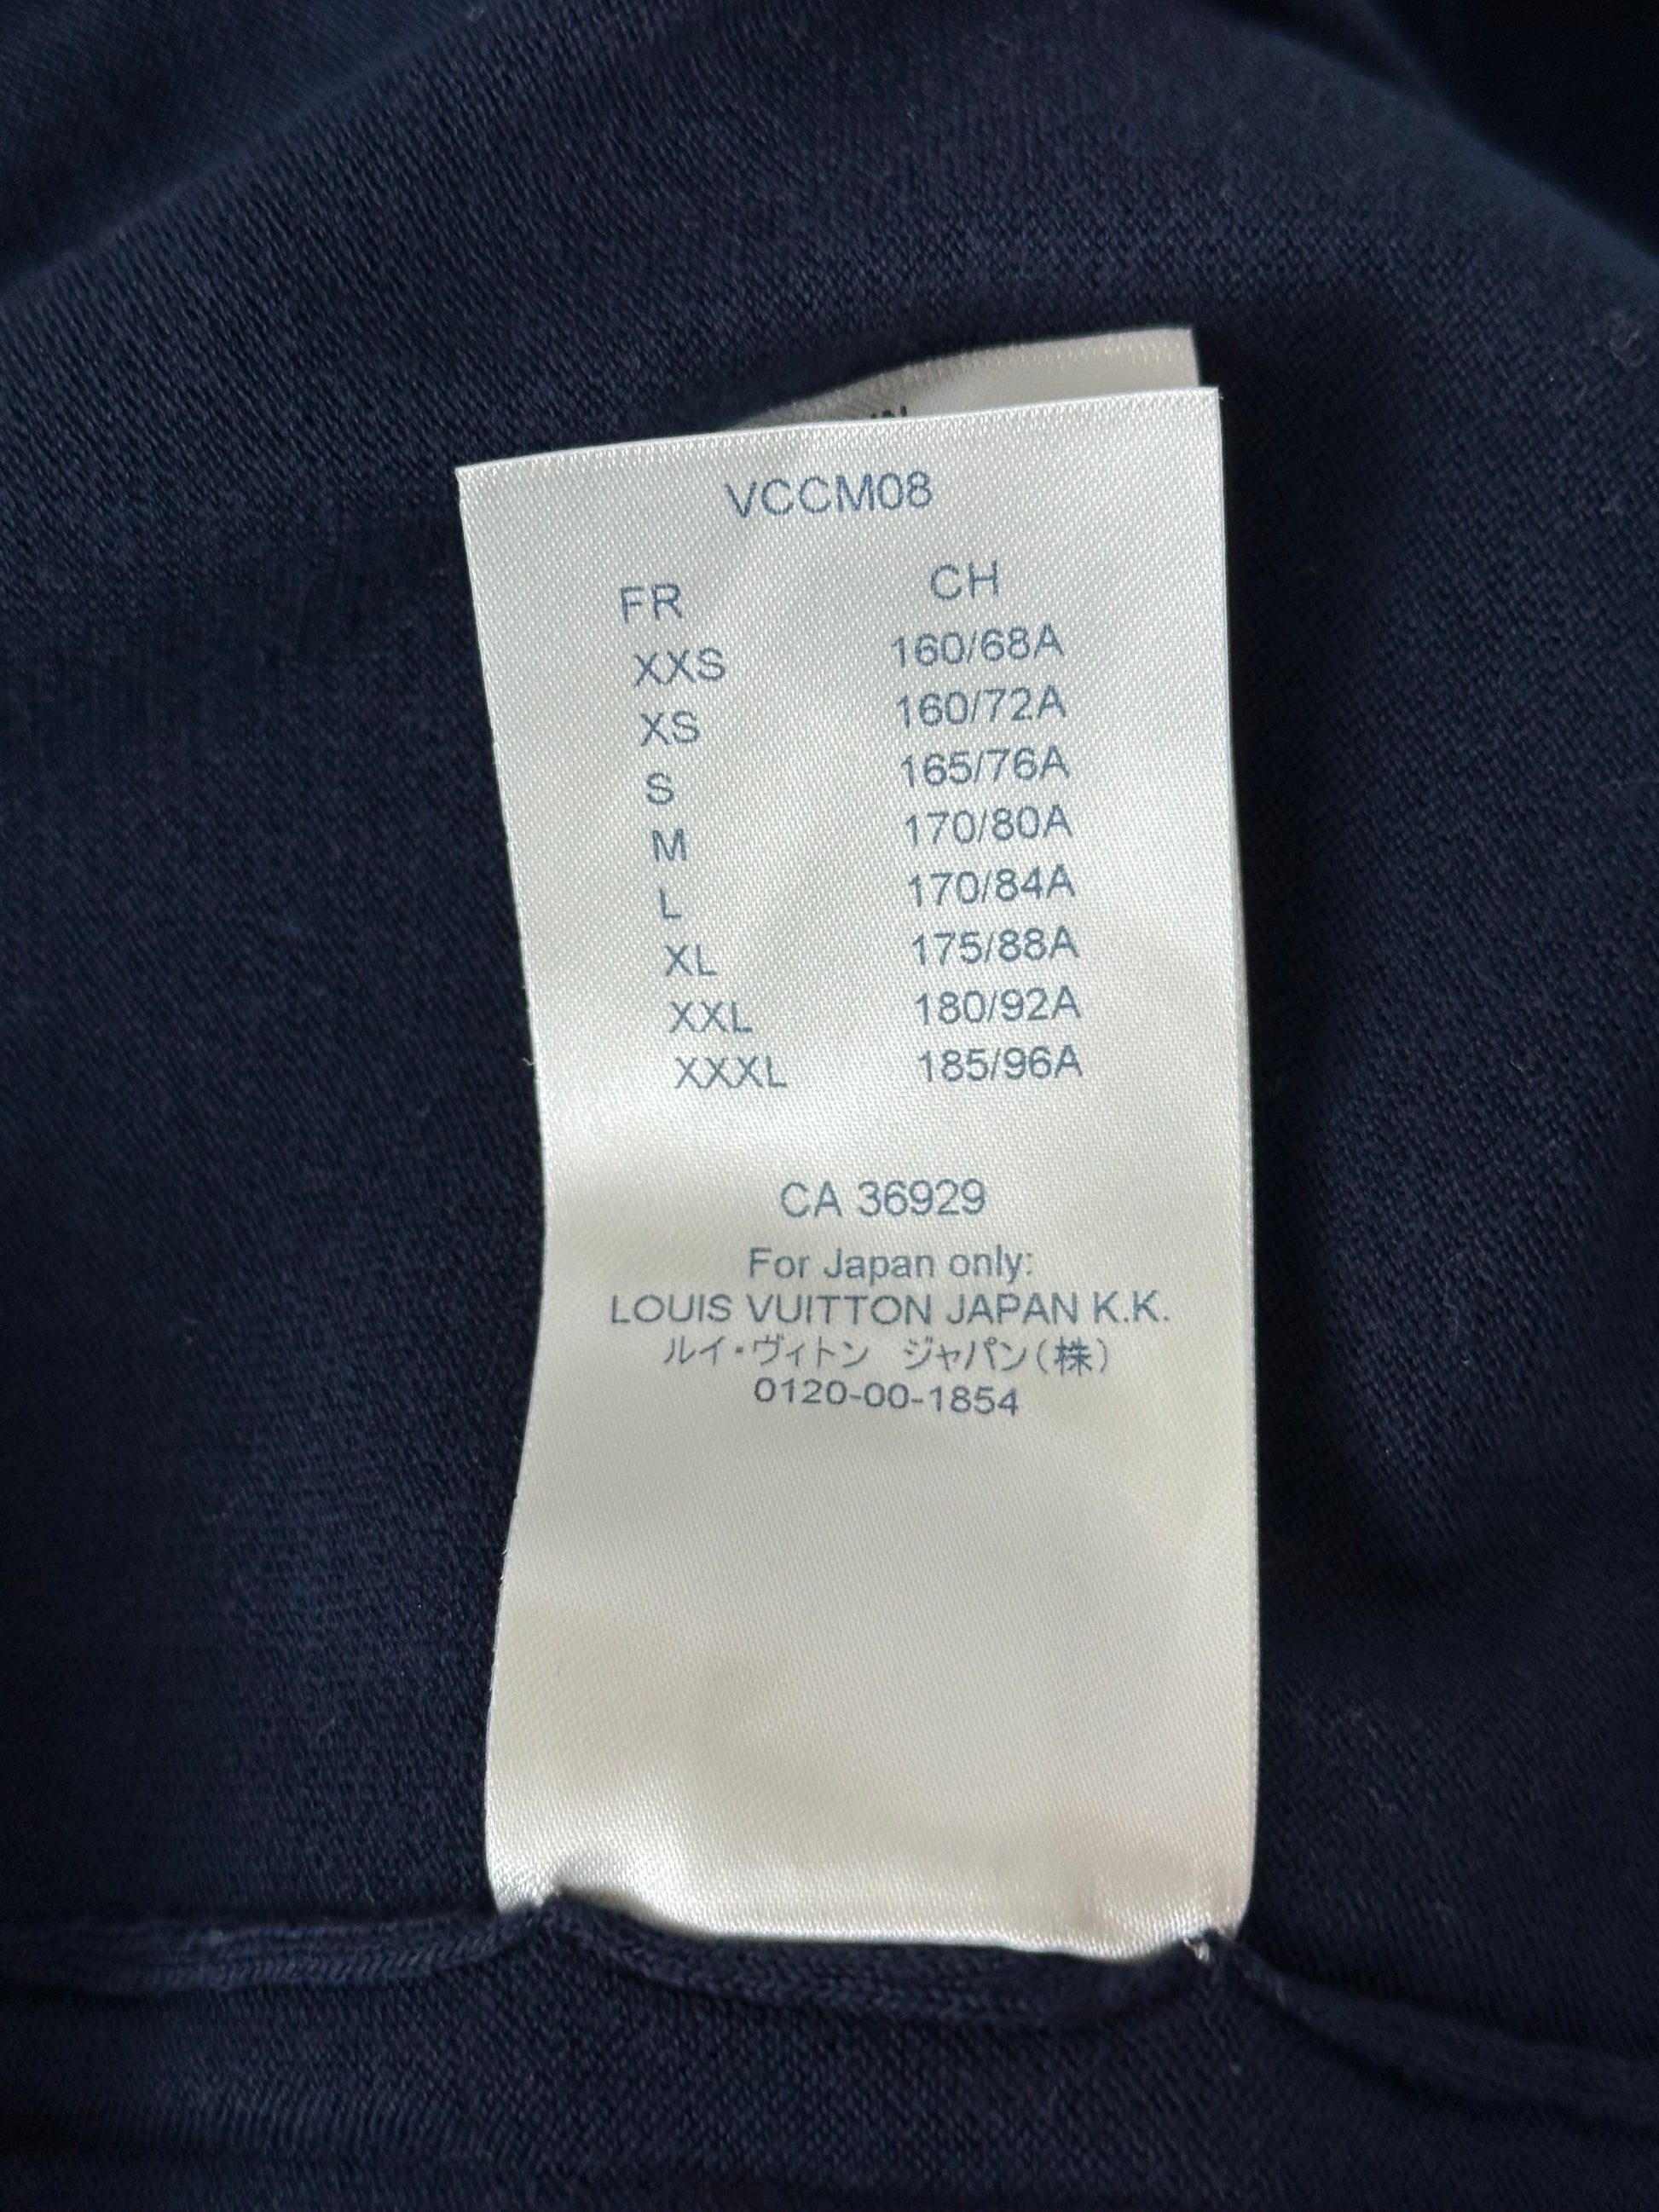 VCCM08
FR CH
XXS 160/68A
XS 160/72A
S 165/76A
M 170/80A
L 170/84A
XL 175/88A
XXL 180/92A
XXXL 185/96A
CA 36929
For Japan only:
LOUIS VUITTON JAPAN K.K.
ルイ・ヴィトン ジャパン(株)
0120-00-1854